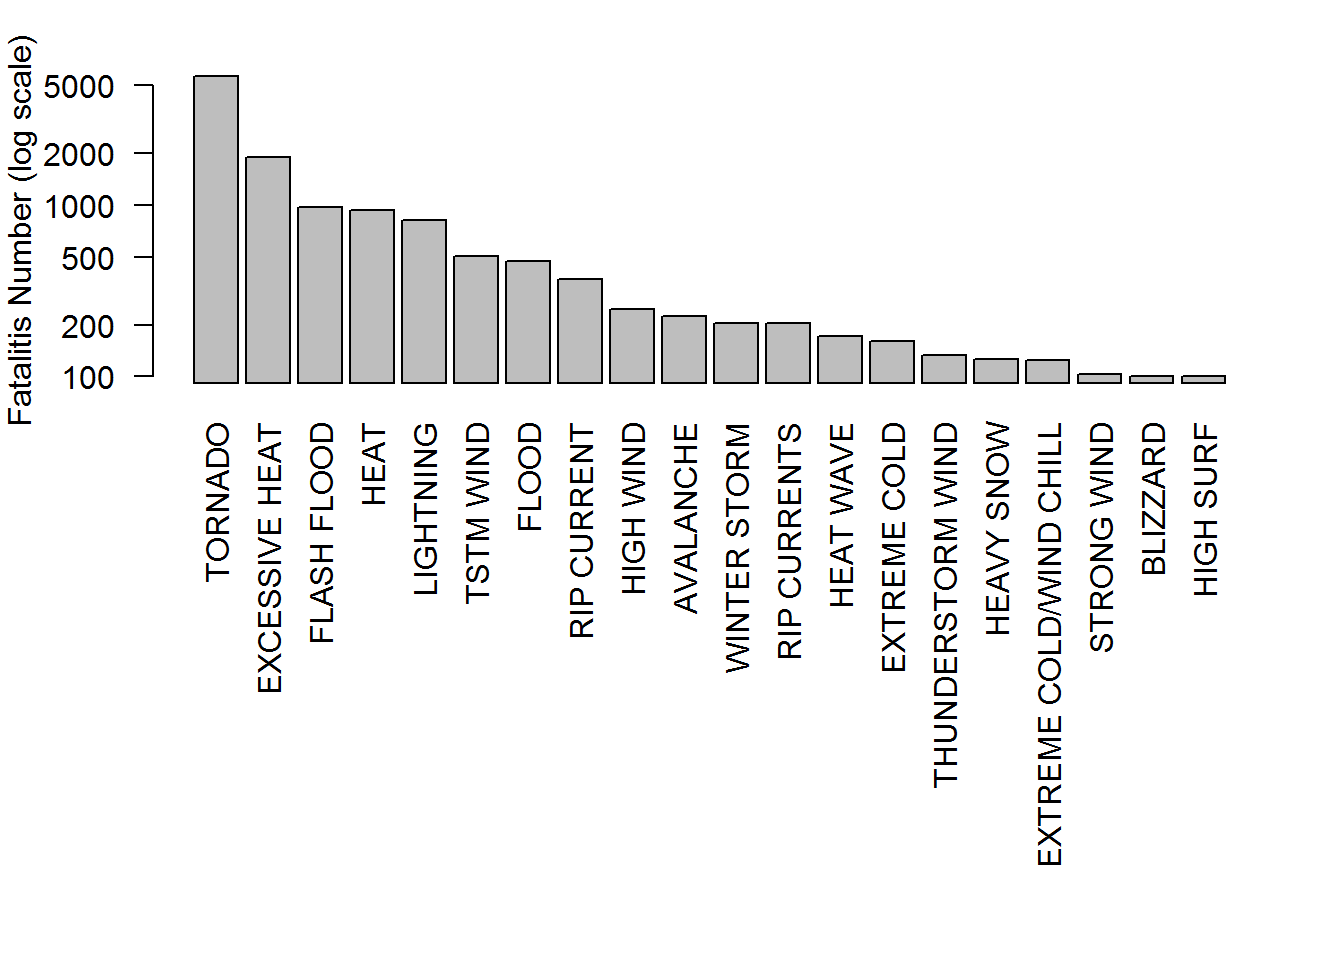 Fatalitis Number (log scale)
5000
2000
1000
500
200
100
TORNADO
EXCESSIVE HEAT
FLASH FLOOD
HEAT
LIGHTNING
TSTM WIND
FLOOD
RIP CURRENT
HIGH WIND
AVALANCHE
WINTER STORM
RIP CURRENTS
HEAT WAVE
EXTREME COLD
THUNDERSTORM WIND
HEAVY SNOW
EXTREME COLD/WIND CHILL
STRONG WIND
BLIZZARD
HIGH SURF